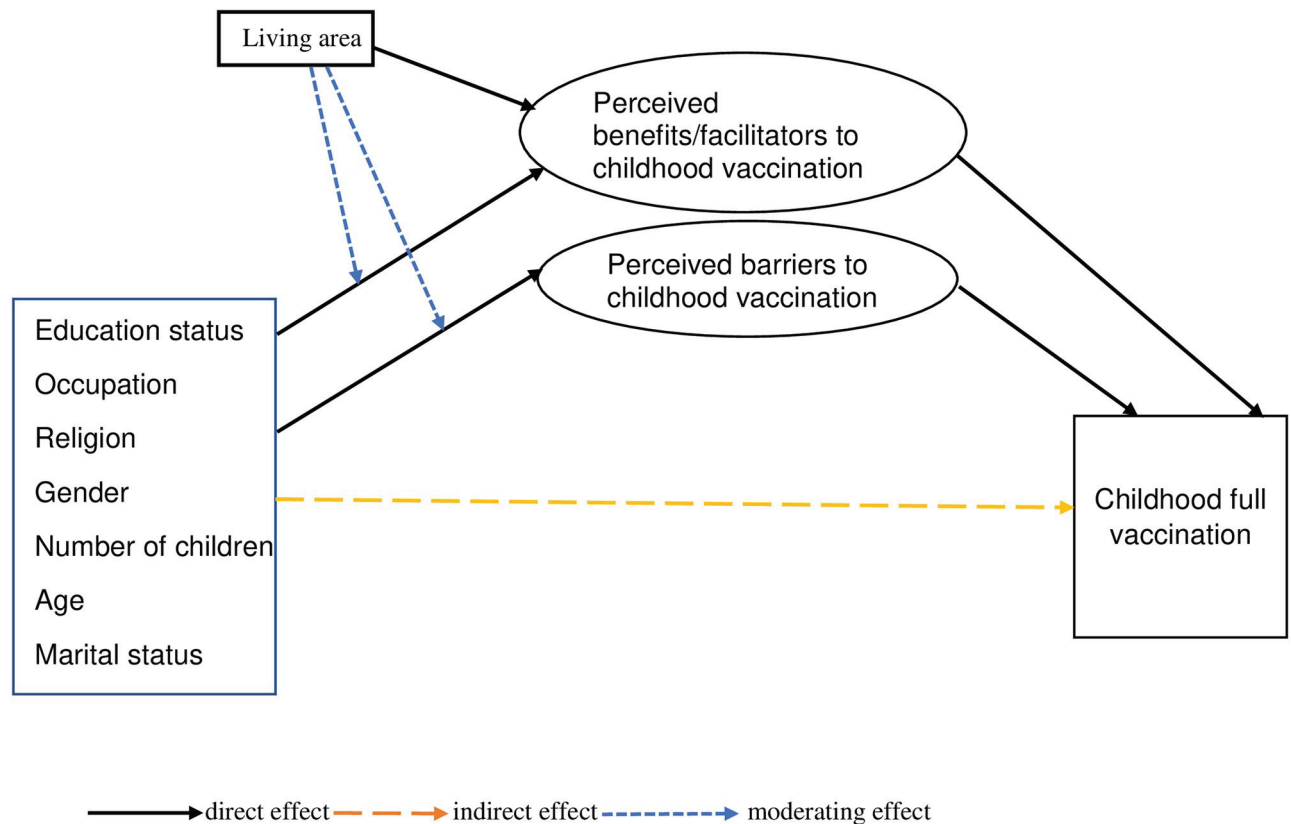 Living area
Perceived
benefits/facilitators to
childhood vaccination
Perceived barriers to
childhood vaccination
Education status
Occupation
Religion
Gender
Number of children
Age
Marital status
Childhood full
vaccination
direct effect indirect effect moderating effect